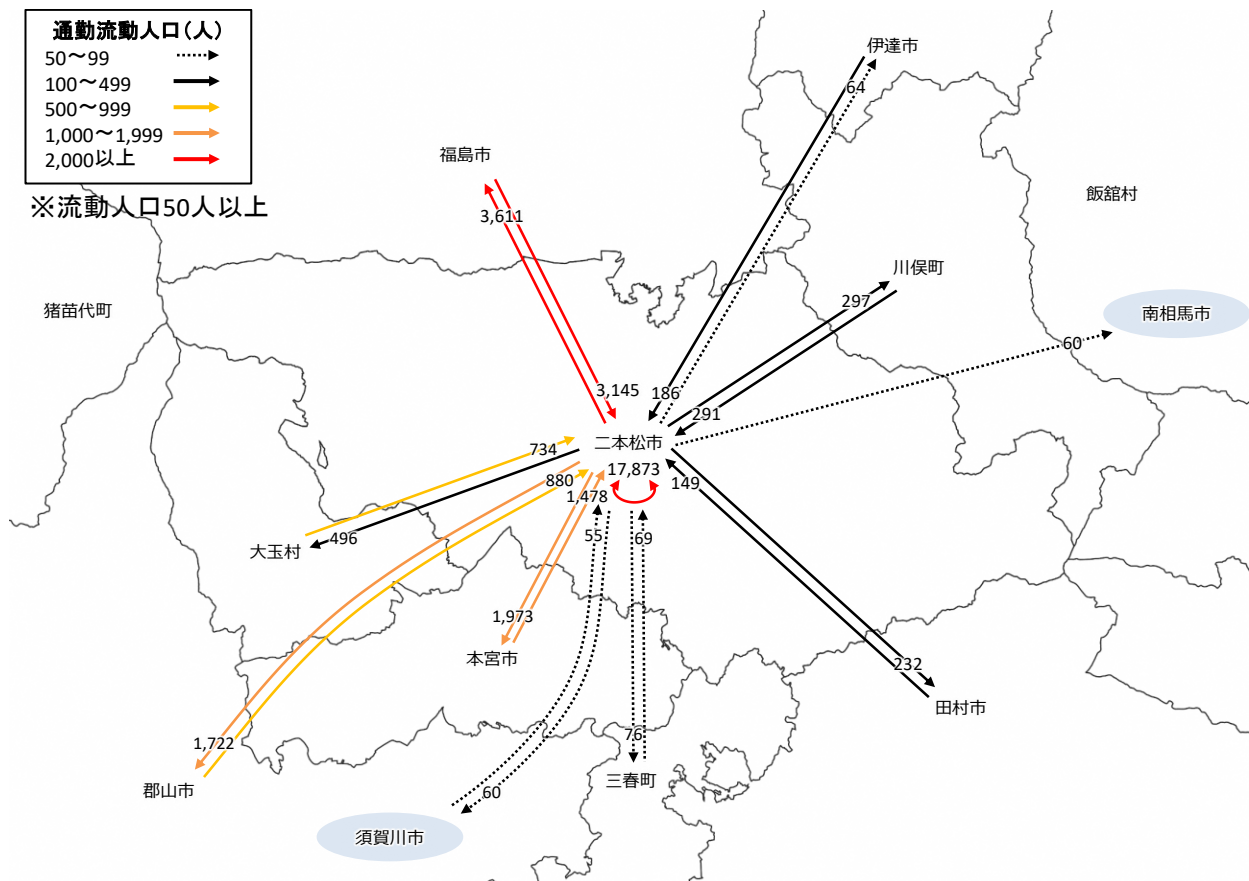 通勤流動人口（人）
50～99
100～499
500～999
1,000～1,999
2,000以上
※流動人口50人以上
伊達市
64
福島市
3,611
飯舘村
川俣町
297
猪苗代町
南相馬市
60
3,145
186
291
二本松市
734
17,873
880
149
1,478
496
55
69
大玉村
1,973
本宮市
232
田村市
1,722
76
郡山市
60
三春町
須賀川市